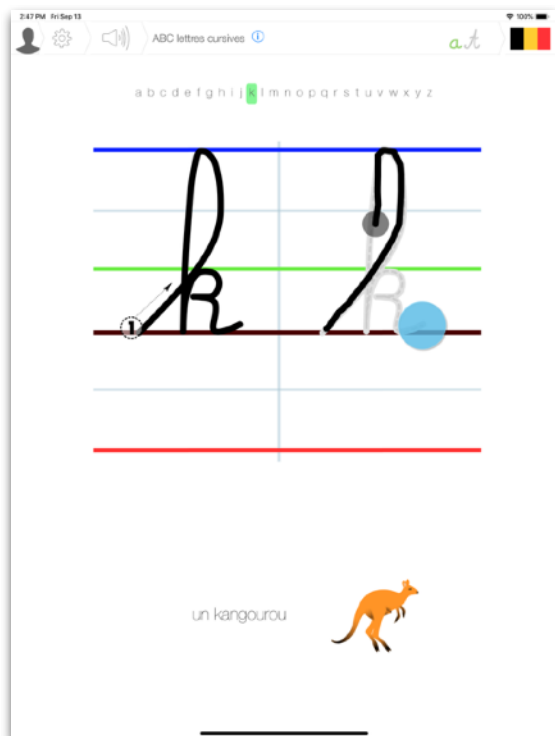 2:47 PM Fri Sep 13
100%
ABC lettres cursives
a A
a b c d e f g h i j k l m n o p q r s t u v w x y z
1
k
un kangourou